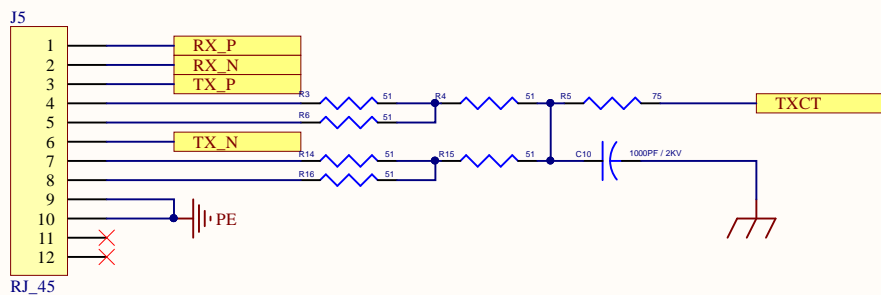 J5
1 RX_P
2 RX_N
3 TX_P
4 R3 51 R4 51 R5 75 TXCT
5 R6 51
6 TX_N
7 R14 51 R15 51 C10 1000PF / 2KV
8 R16 51
9
10 PE
11
12
RJ_45